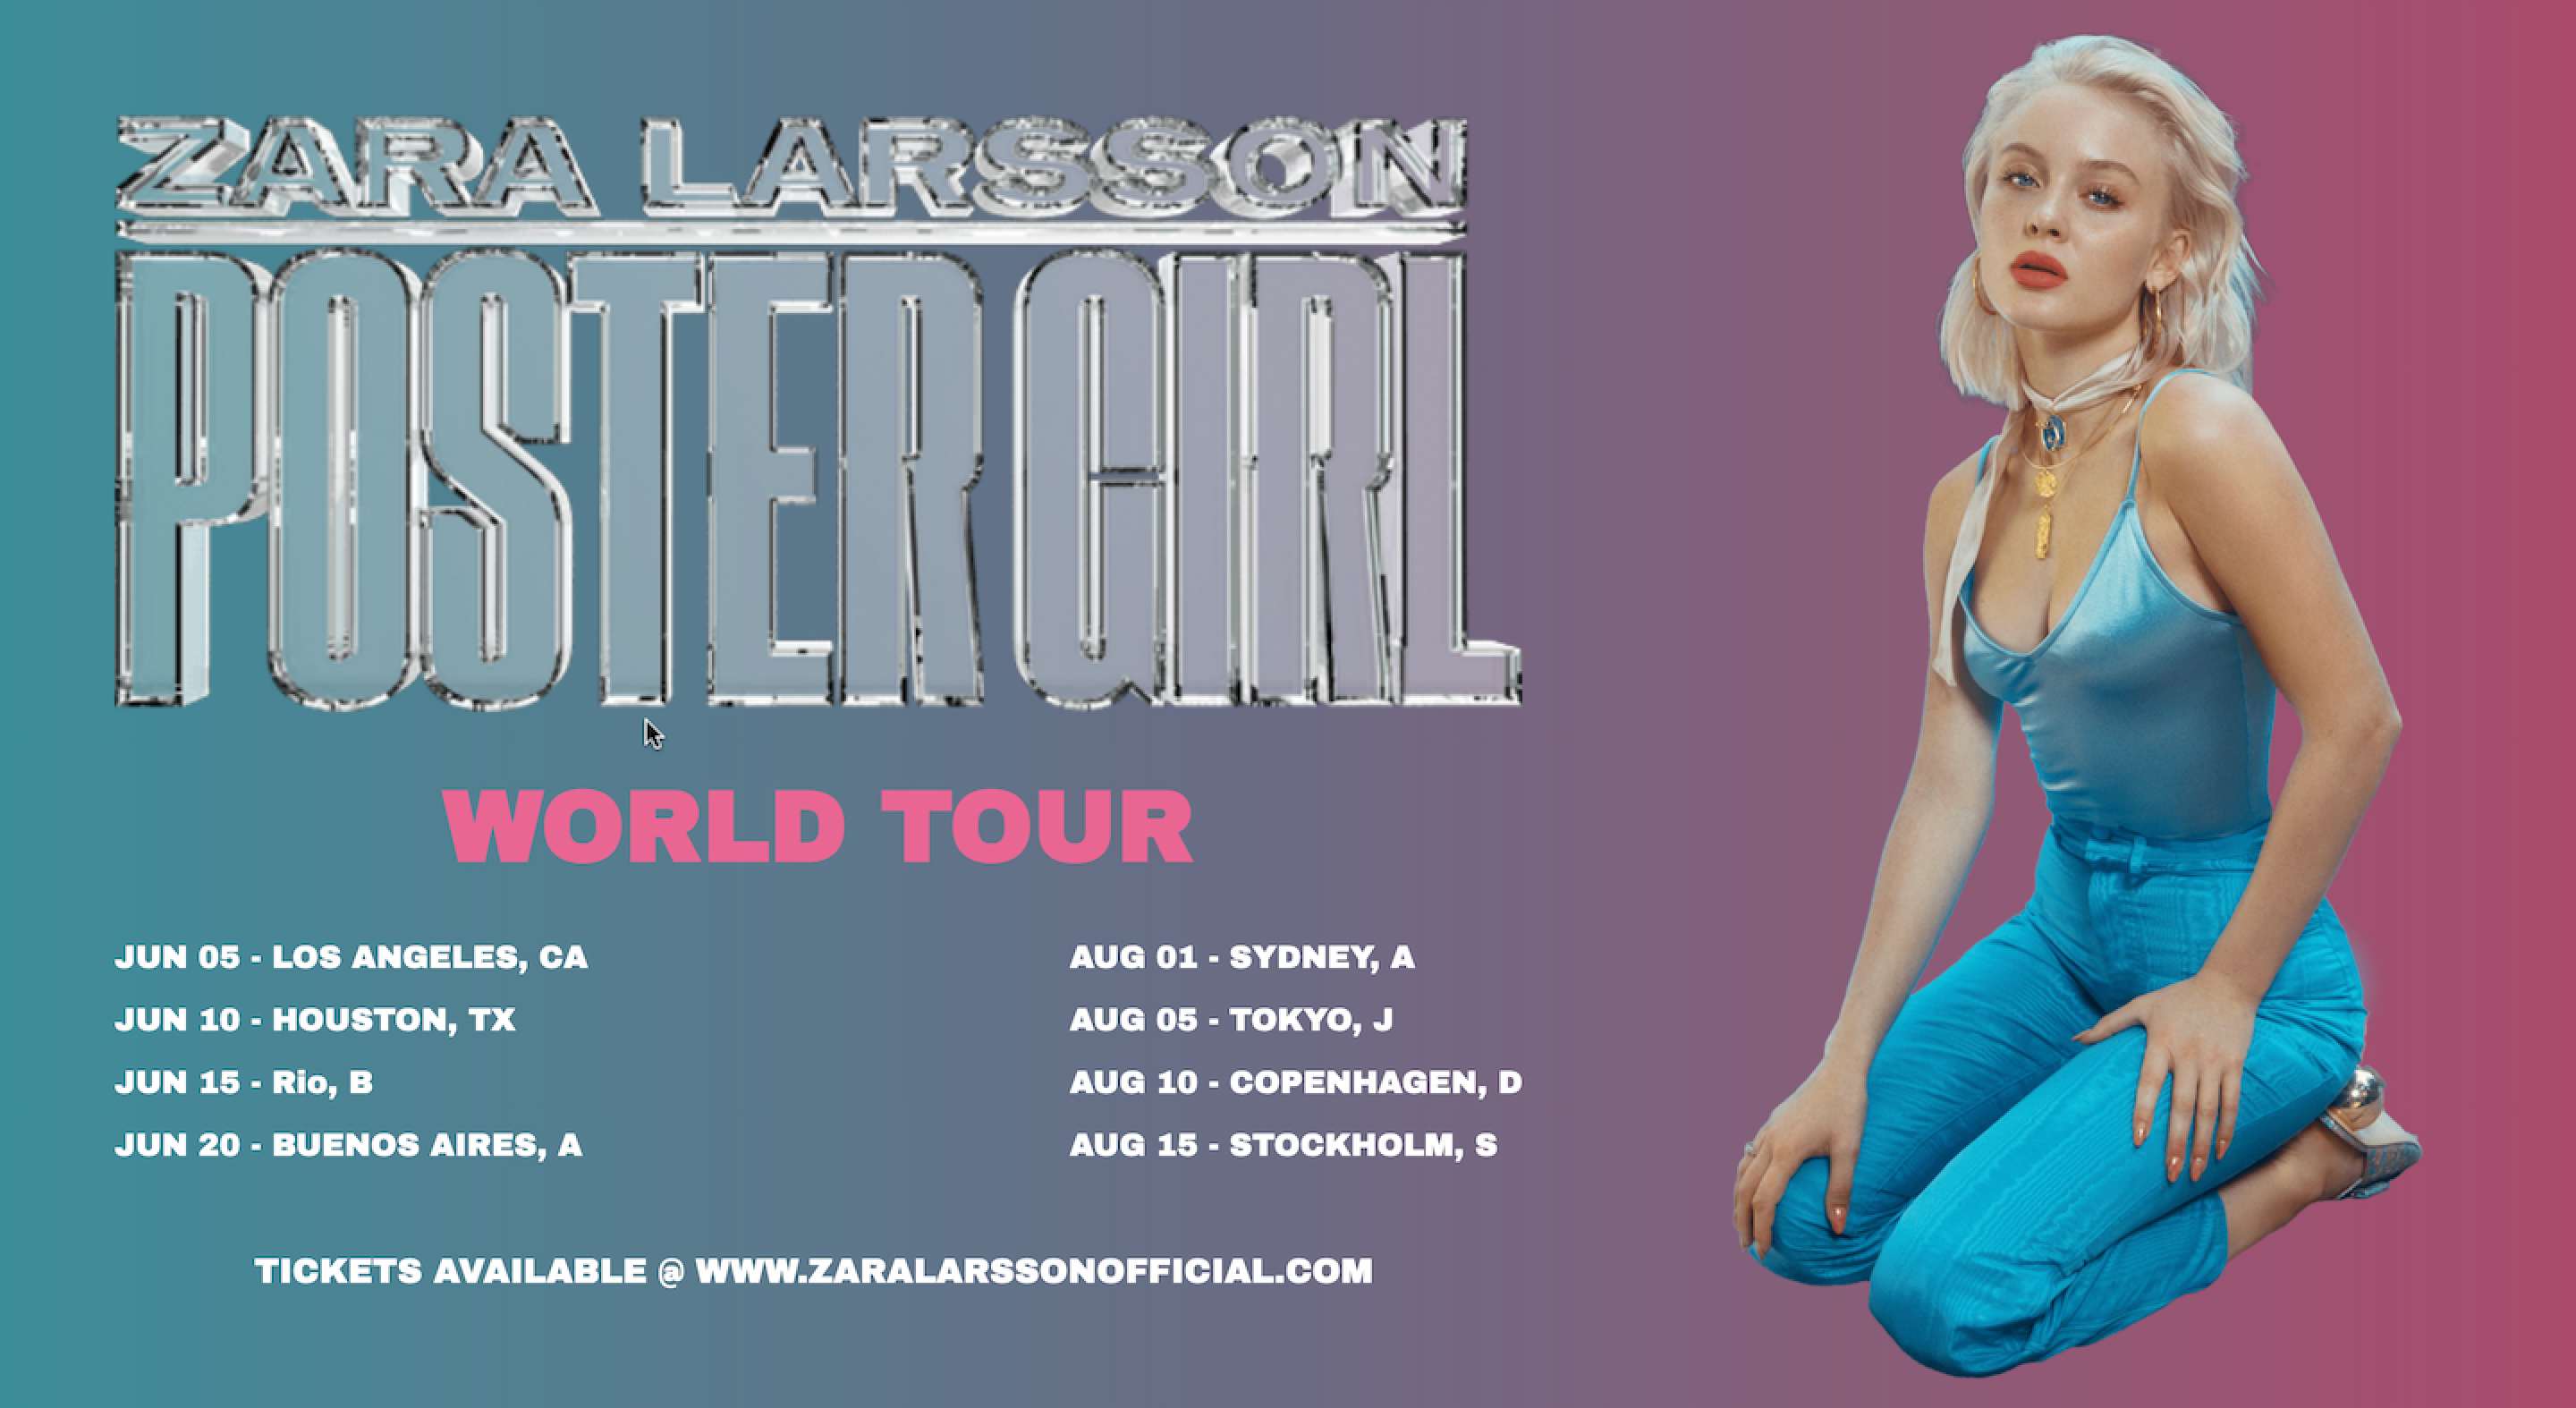 ZARA LARSSON
POSTER GIRL
WORLD TOUR
JUN 05 - LOS ANGELES, CA
JUN 10 - HOUSTON, TX
JUN 15 - Rio, B
JUN 20 - BUENOS AIRES, A
AUG 01 - SYDNEY, A
AUG 05 - TOKYO, J
AUG 10 - COPENHAGEN, D
AUG 15 - STOCKHOLM, S
TICKETS AVAILABLE @ WWW.ZARALARSSONOFFICIAL.COM